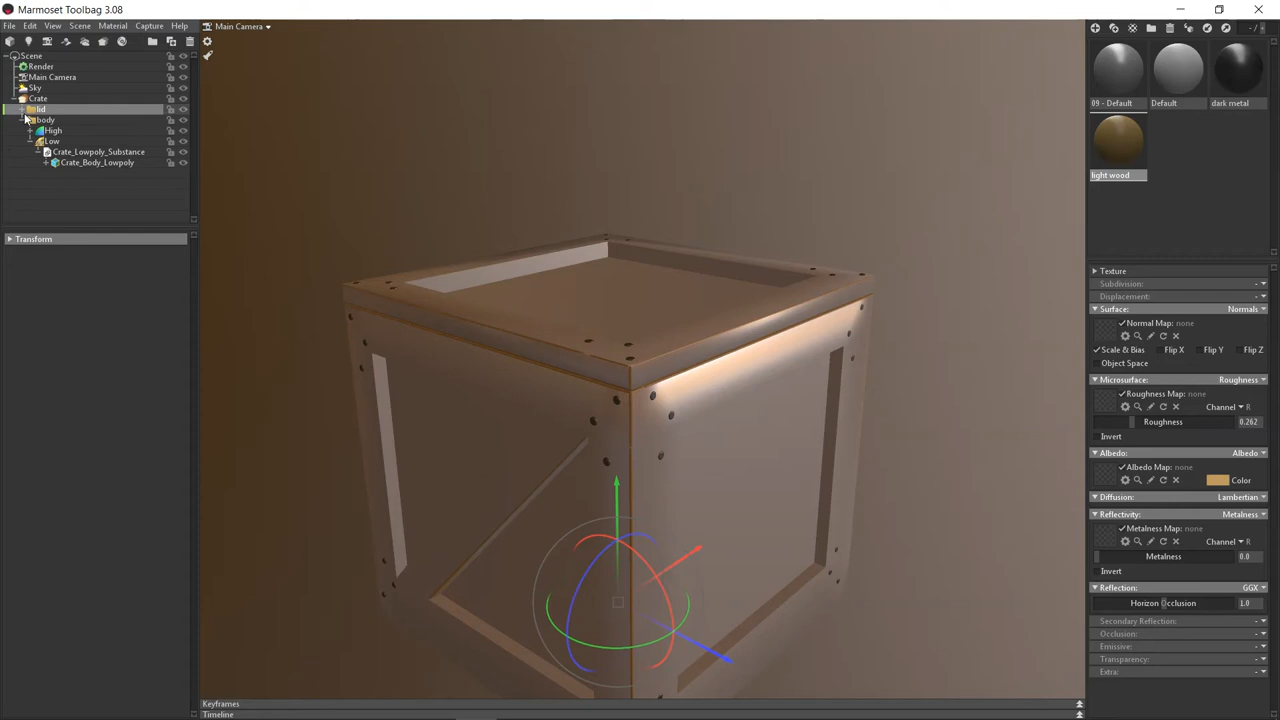 Marmoset Toolbag 3.08
File Edit View Scene Material Capture Help
Main Camera
- / -
Scene
Render
Main Camera
Sky
Crate
lid
body
High
Low
Crate_Lowpoly_Substance
Crate_Body_Lowpoly
Transform
09 - Default Default dark metal
light wood
Texture
Subdivision: -
Displacement: -
Surface: Normals
Normal Map: none
Scale & Bias Flip X Flip Y Flip Z
Object Space
Microsurface: Roughness
Roughness Map: none
Channel R
Roughness 0.262
Invert
Albedo: Albedo
Albedo Map: none
Color
Diffusion: Lambertian
Reflectivity: Metalness
Metalness Map: none
Channel R
Metalness 0.0
Invert
Reflection: GGX
Horizon Occlusion 1.0
Secondary Reflection: -
Occlusion: -
Emissive: -
Transparency: -
Extra: -
Keyframes
Timeline